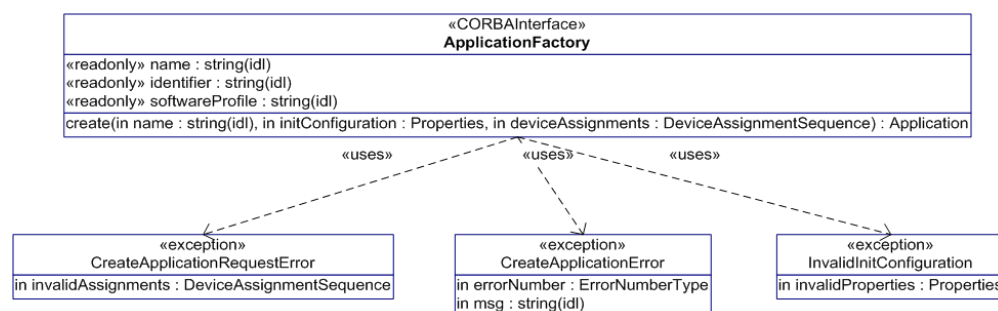 «CORBAInterface»
ApplicationFactory
«readonly» name : string(idl)
«readonly» identifier : string(idl)
«readonly» softwareProfile : string(idl)
create(in name : string(idl), in initConfiguration : Properties, in deviceAssignments : DeviceAssignmentSequence) : Application
«uses»
«uses»
«uses»
«exception»
CreateApplicationRequestError
in invalidAssignments : DeviceAssignmentSequence
«exception»
CreateApplicationError
in errorNumber : ErrorNumberType
in msg : string(idl)
«exception»
InvalidInitConfiguration
in invalidProperties : Properties